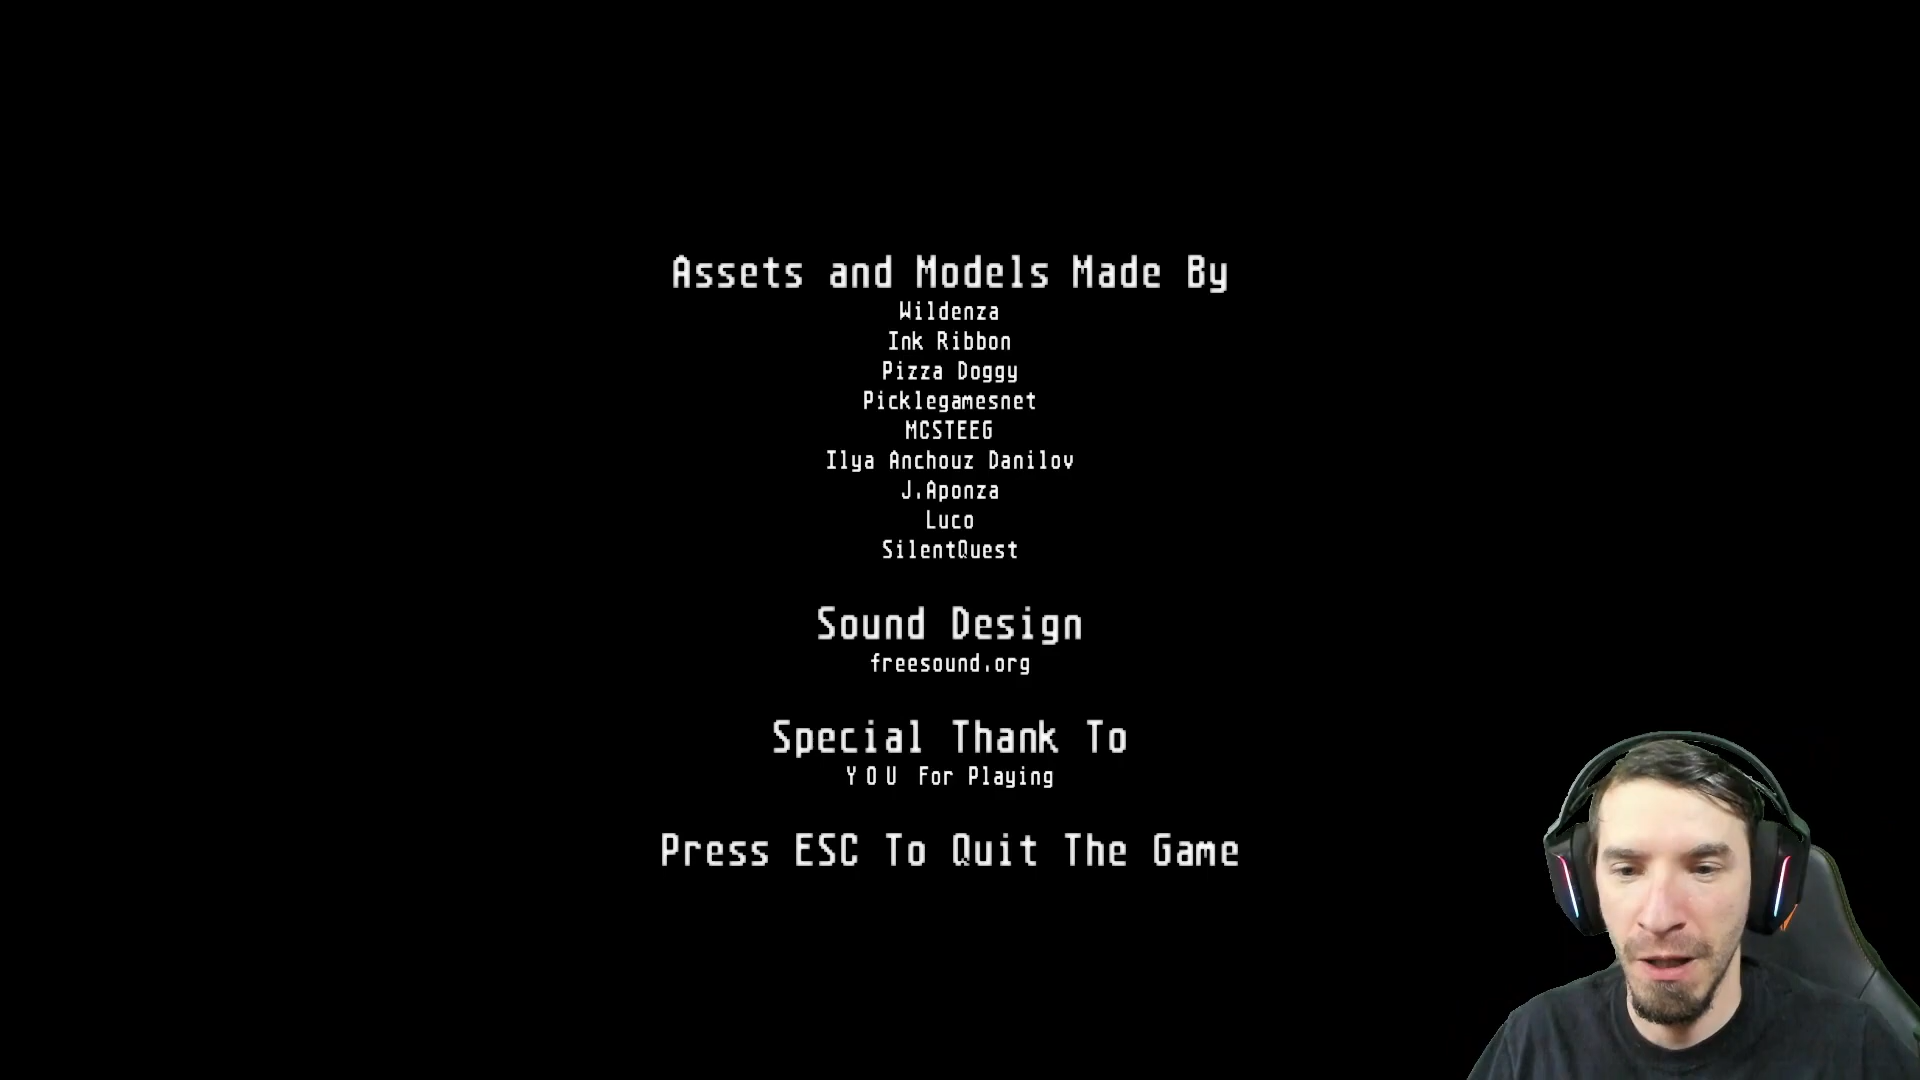 Assets and Models Made By
Wildenza
Ink Ribbon
Pizza Doggy
Picklegamesnet
MCSTEEG
Ilya Anchouz Danilov
J.Aponza
Luco
SilentQuest
Sound Design
freesound.org
Special Thank To
Y O U For Playing
Press ESC To Quit The Game